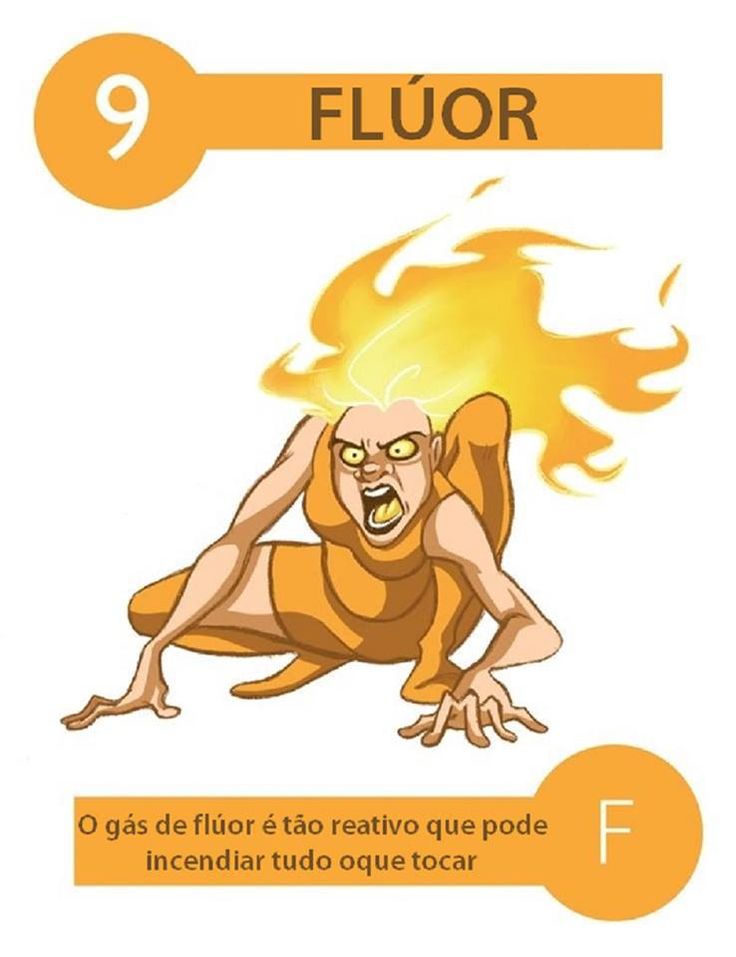 9
FLÚOR
O gás de flúor é tão reativo que pode
incendiar tudo oque tocar
F